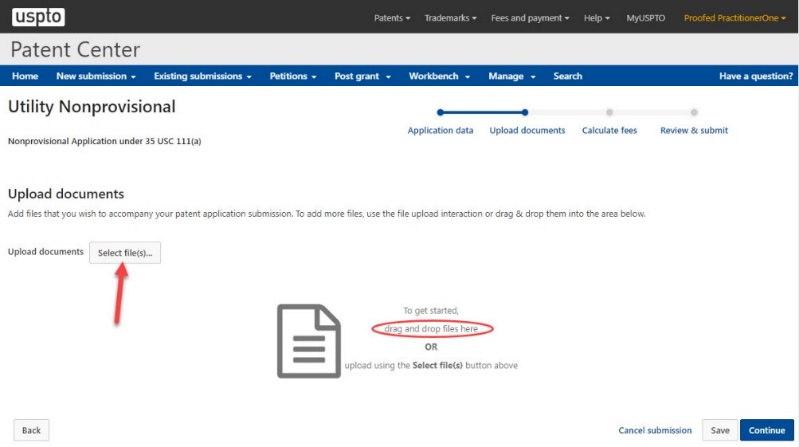 uspto
Patents Trademarks Fees and payment Help MyUSPTO Proofed PractitionerOne
Patent Center
Home New submission Existing submissions Petitions Post grant Workbench Manage Search Have a question?
Utility Nonprovisional
Application data Upload documents Calculate fees Review & submit
Nonprovisional Application under 35 USC 111(a)
Upload documents
Add files that you wish to accompany your patent application submission. To add more files, use the file upload interaction or drag & drop them into the area below.
Upload documents Select file(s)...
To get started,
drag and drop files here
OR
upload using the Select file(s) button above
Back Cancel submission Save Continue